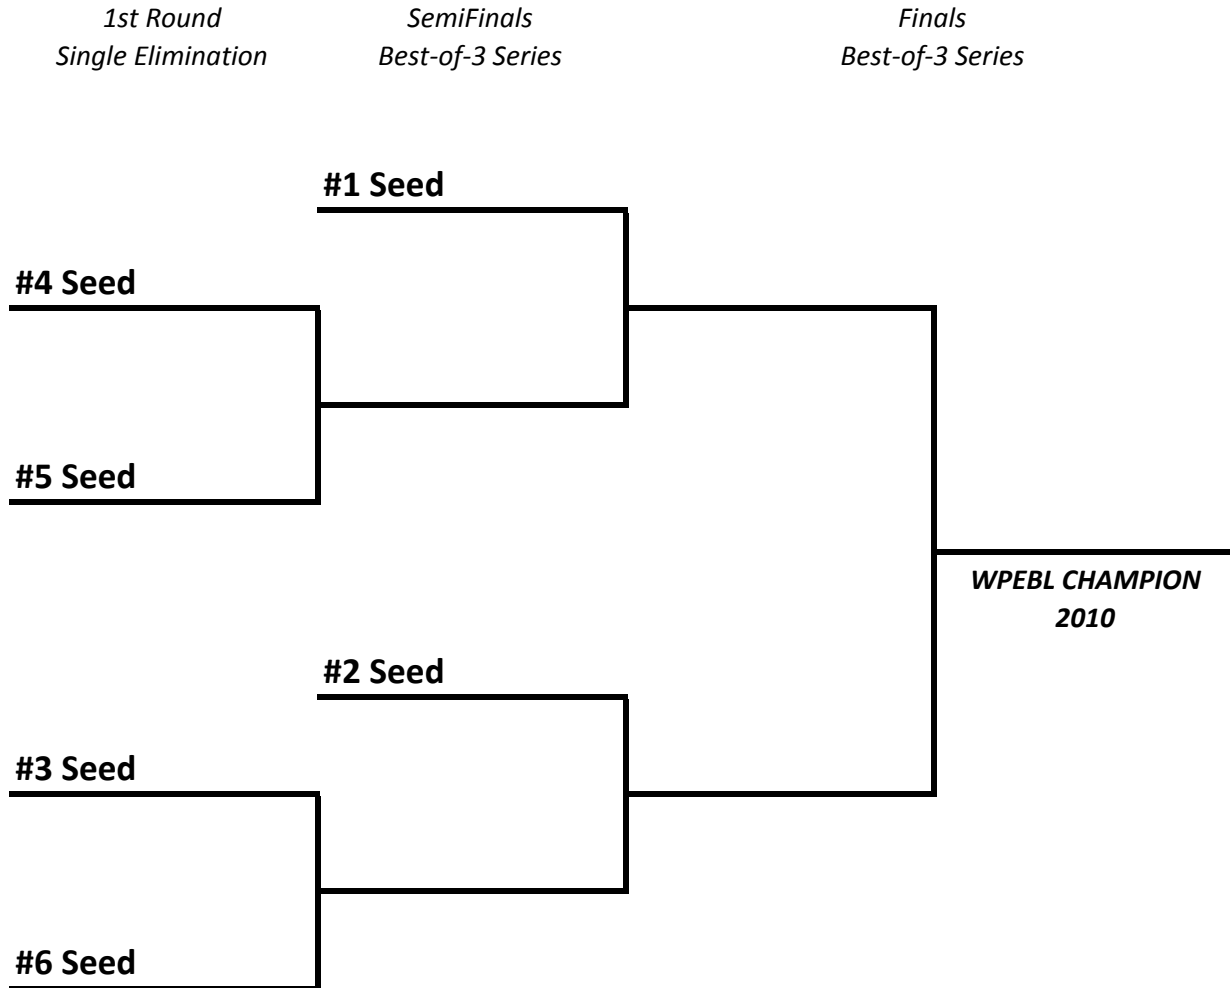 1st Round
Single Elimination
SemiFinals
Best-of-3 Series
Finals
Best-of-3 Series
#1 Seed
#4 Seed
#5 Seed
WPEBL CHAMPION
2010
#2 Seed
#3 Seed
#6 Seed